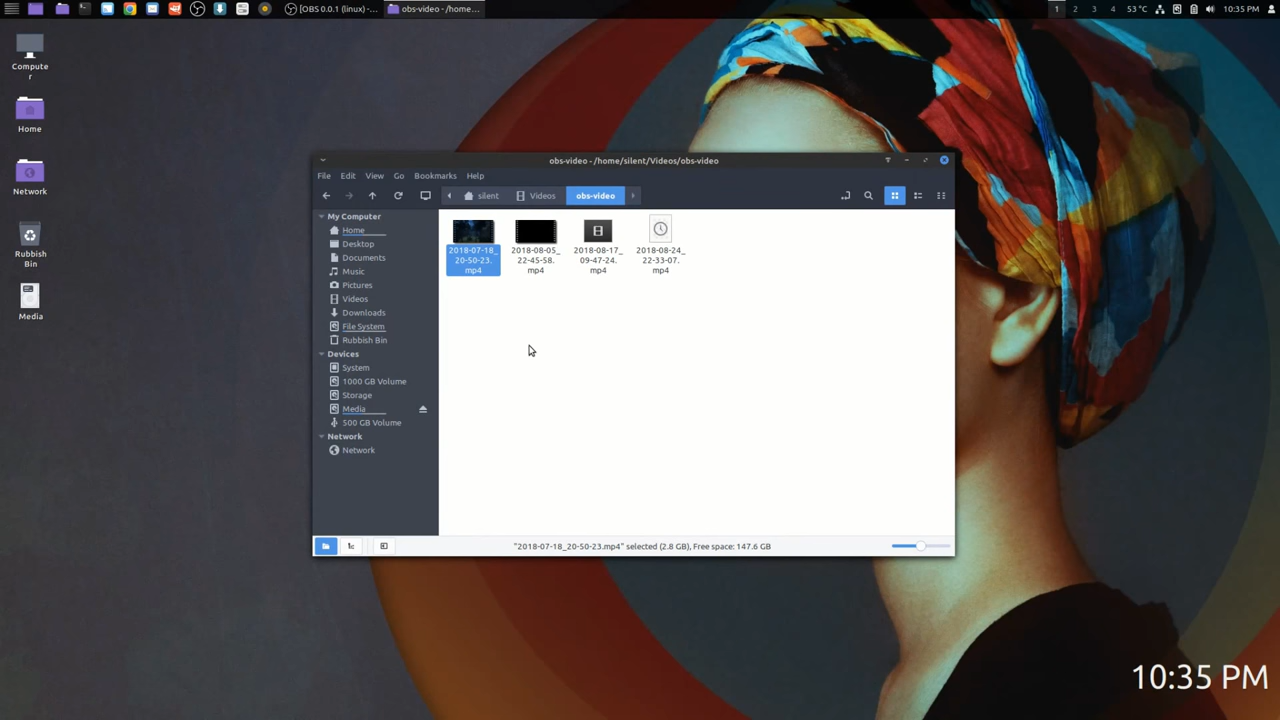 [OBS 0.0.1 (linux) -...
obs-video - /home...
1 2 3 4 53 °C 10:35 PM
Compute
r
Home
Network
Rubbish
Bin
Media
obs-video - /home/silent/Videos/obs-video
File Edit View Go Bookmarks Help
silent Videos obs-video
My Computer
Home
Desktop
Documents
Music
Pictures
Videos
Downloads
File System
Rubbish Bin
Devices
System
1000 GB Volume
Storage
Media
500 GB Volume
Network
Network
2018-07-18_
20-50-23.
mp4
2018-08-05_
22-45-58.
mp4
2018-08-17_
09-47-24.
mp4
2018-08-24_
22-33-07.
mp4
"2018-07-18_20-50-23.mp4" selected (2.8 GB), Free space: 147.6 GB
10:35 PM